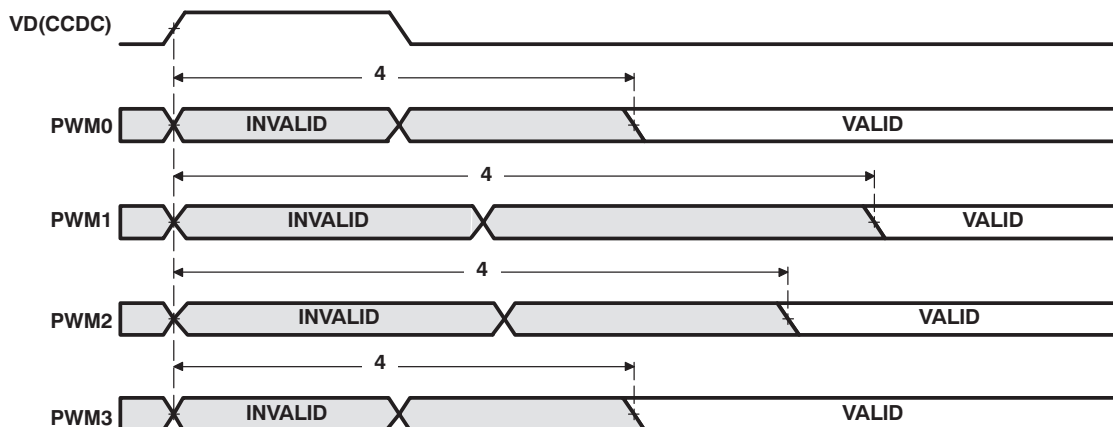 VD(CCDC)
4
PWM0 INVALID VALID
4
PWM1 INVALID VALID
4
PWM2 INVALID VALID
4
PWM3 INVALID VALID